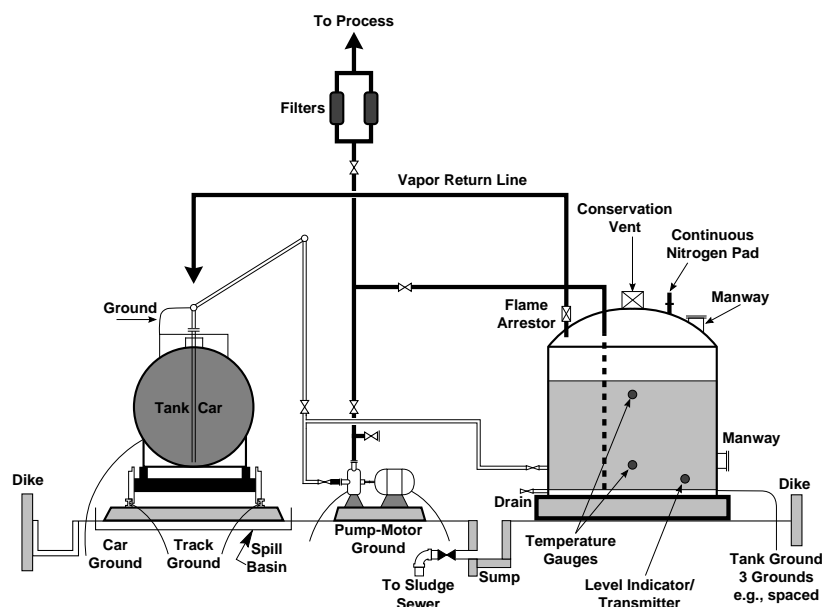 To Process
Filters
Vapor Return Line
Conservation
Vent
Continuous
Nitrogen Pad
Manway
Flame
Arrestor
Ground
Tank Car
Manway
Dike
Dike
Drain
Car
Ground
Track
Ground
Spill
Basin
Pump-Motor
Ground
To Sludge
Sewer
Sump
Temperature
Gauges
Level Indicator/
Transmitter
Tank Ground
3 Grounds
e.g., spaced